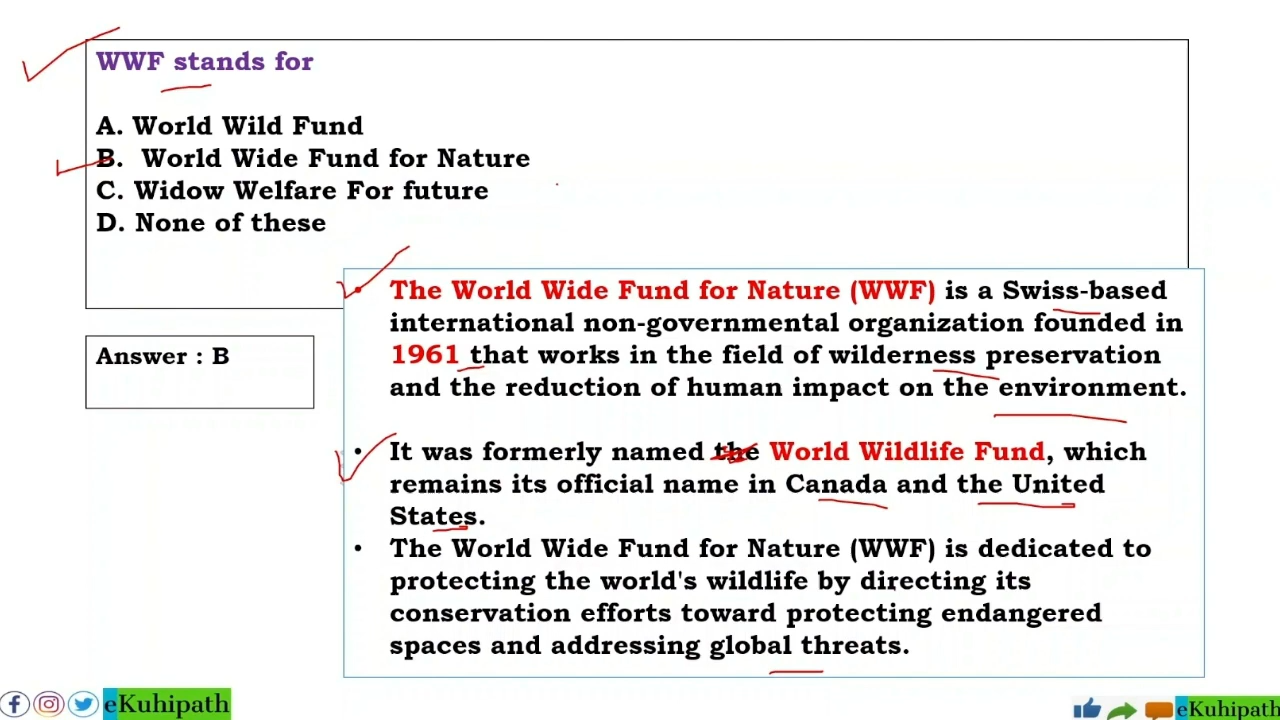 WWF stands for
A. World Wild Fund
B. World Wide Fund for Nature
C. Widow Welfare For future
D. None of these
Answer : B
• The World Wide Fund for Nature (WWF) is a Swiss-based
international non-governmental organization founded in
1961 that works in the field of wilderness preservation
and the reduction of human impact on the environment.
• It was formerly named the World Wildlife Fund, which
remains its official name in Canada and the United
States.
• The World Wide Fund for Nature (WWF) is dedicated to
protecting the world's wildlife by directing its
conservation efforts toward protecting endangered
spaces and addressing global threats.
eKuhipath
eKuhipath